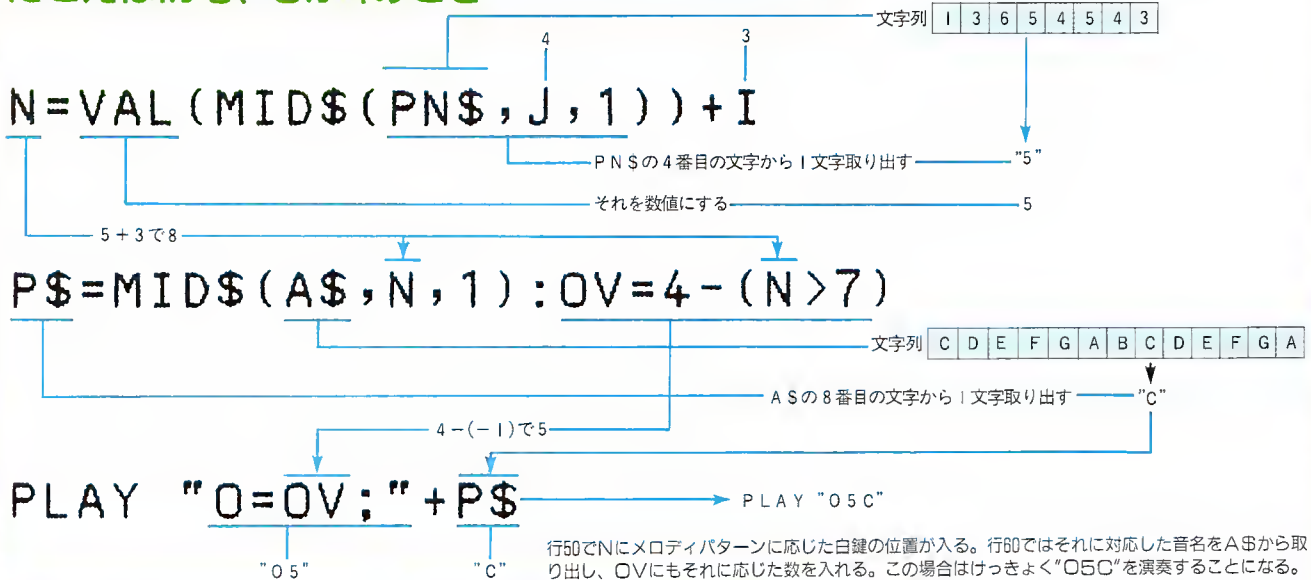 文字列 1 3 6 5 4 5 4 3
4 3
N=VAL(MID$(PN$,J,1))+I
PN$の4番目の文字から1文字取り出す "5"
それを数値にする 5
5+3で8
P$=MID$(A$,N,1):OV=4-(N>7)
文字列 C D E F G A B C D E F G A
A$の8番目の文字から1文字取り出す "C"
4-(-1)で5
PLAY "O=OV;"+P$ PLAY "O5C"
"O5" "C"
行50でNにメロディパターンに応じた白鍵の位置が入る。行60ではそれに対応した音名をA$から取
り出し、OVにもそれに応じた数を入れる。この場合はけっきょく"O5C"を演奏することになる。